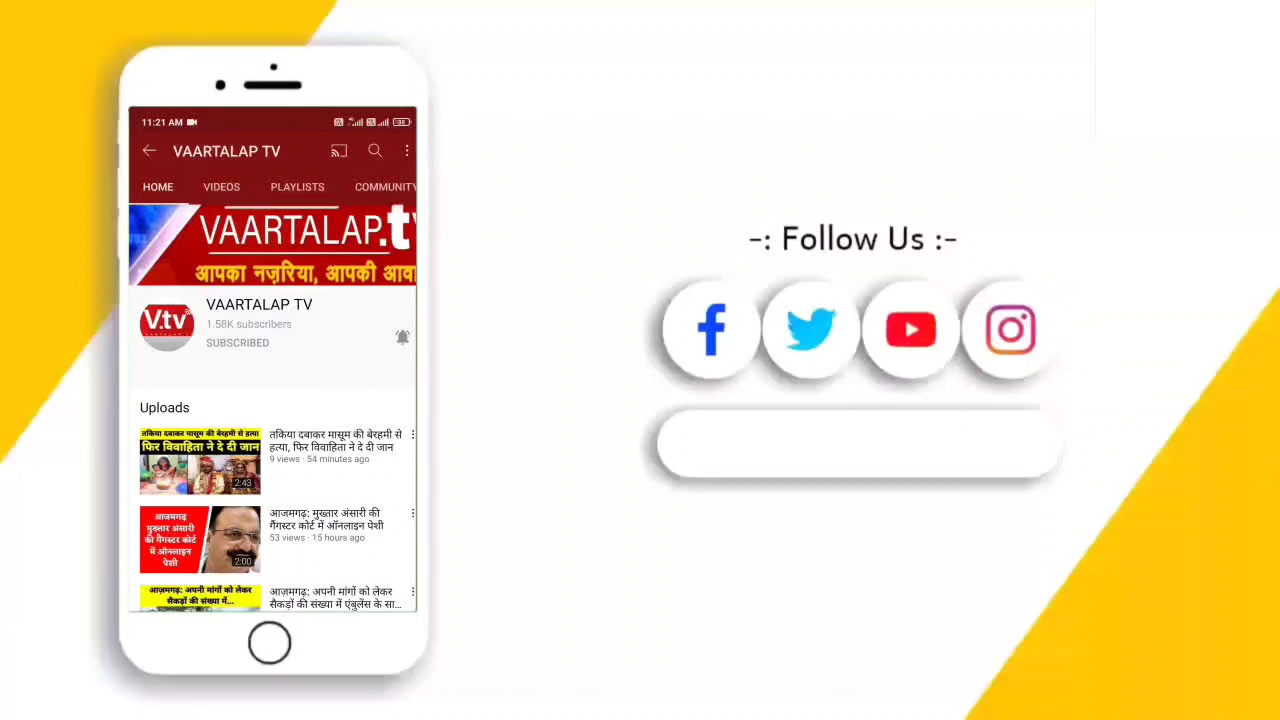 11:21 AM
VAARTALAP TV
HOME VIDEOS PLAYLISTS COMMUNITY
VAARTALAP.tv
आपका नज़रिया, आपकी आवा
V.tv
VAARTALAP TV
1.58K subscribers
SUBSCRIBED
Uploads
तकिया दबाकर मासूम की बेरहमी से हत्या
फिर विवाहिता ने दे दी जान
2:43
तकिया दबाकर मासूम की बेरहमी से
हत्या, फिर विवाहिता ने दे दी जान
9 views · 54 minutes ago
आजमगढ़
मुख्तार अंसारी
की गैंगस्टर कोर्ट
में ऑनलाइन
पेशी
2:00
आजमगढ़: मुख्तार अंसारी की
गैंगस्टर कोर्ट में ऑनलाइन पेशी
53 views · 15 hours ago
आज़मगढ़: अपनी मांगों को लेकर
सैकड़ों की संख्या में...
आज़मगढ़: अपनी मांगों को लेकर
सैकड़ों की संख्या में एंबुलेंस के सा...
-: Follow Us :-